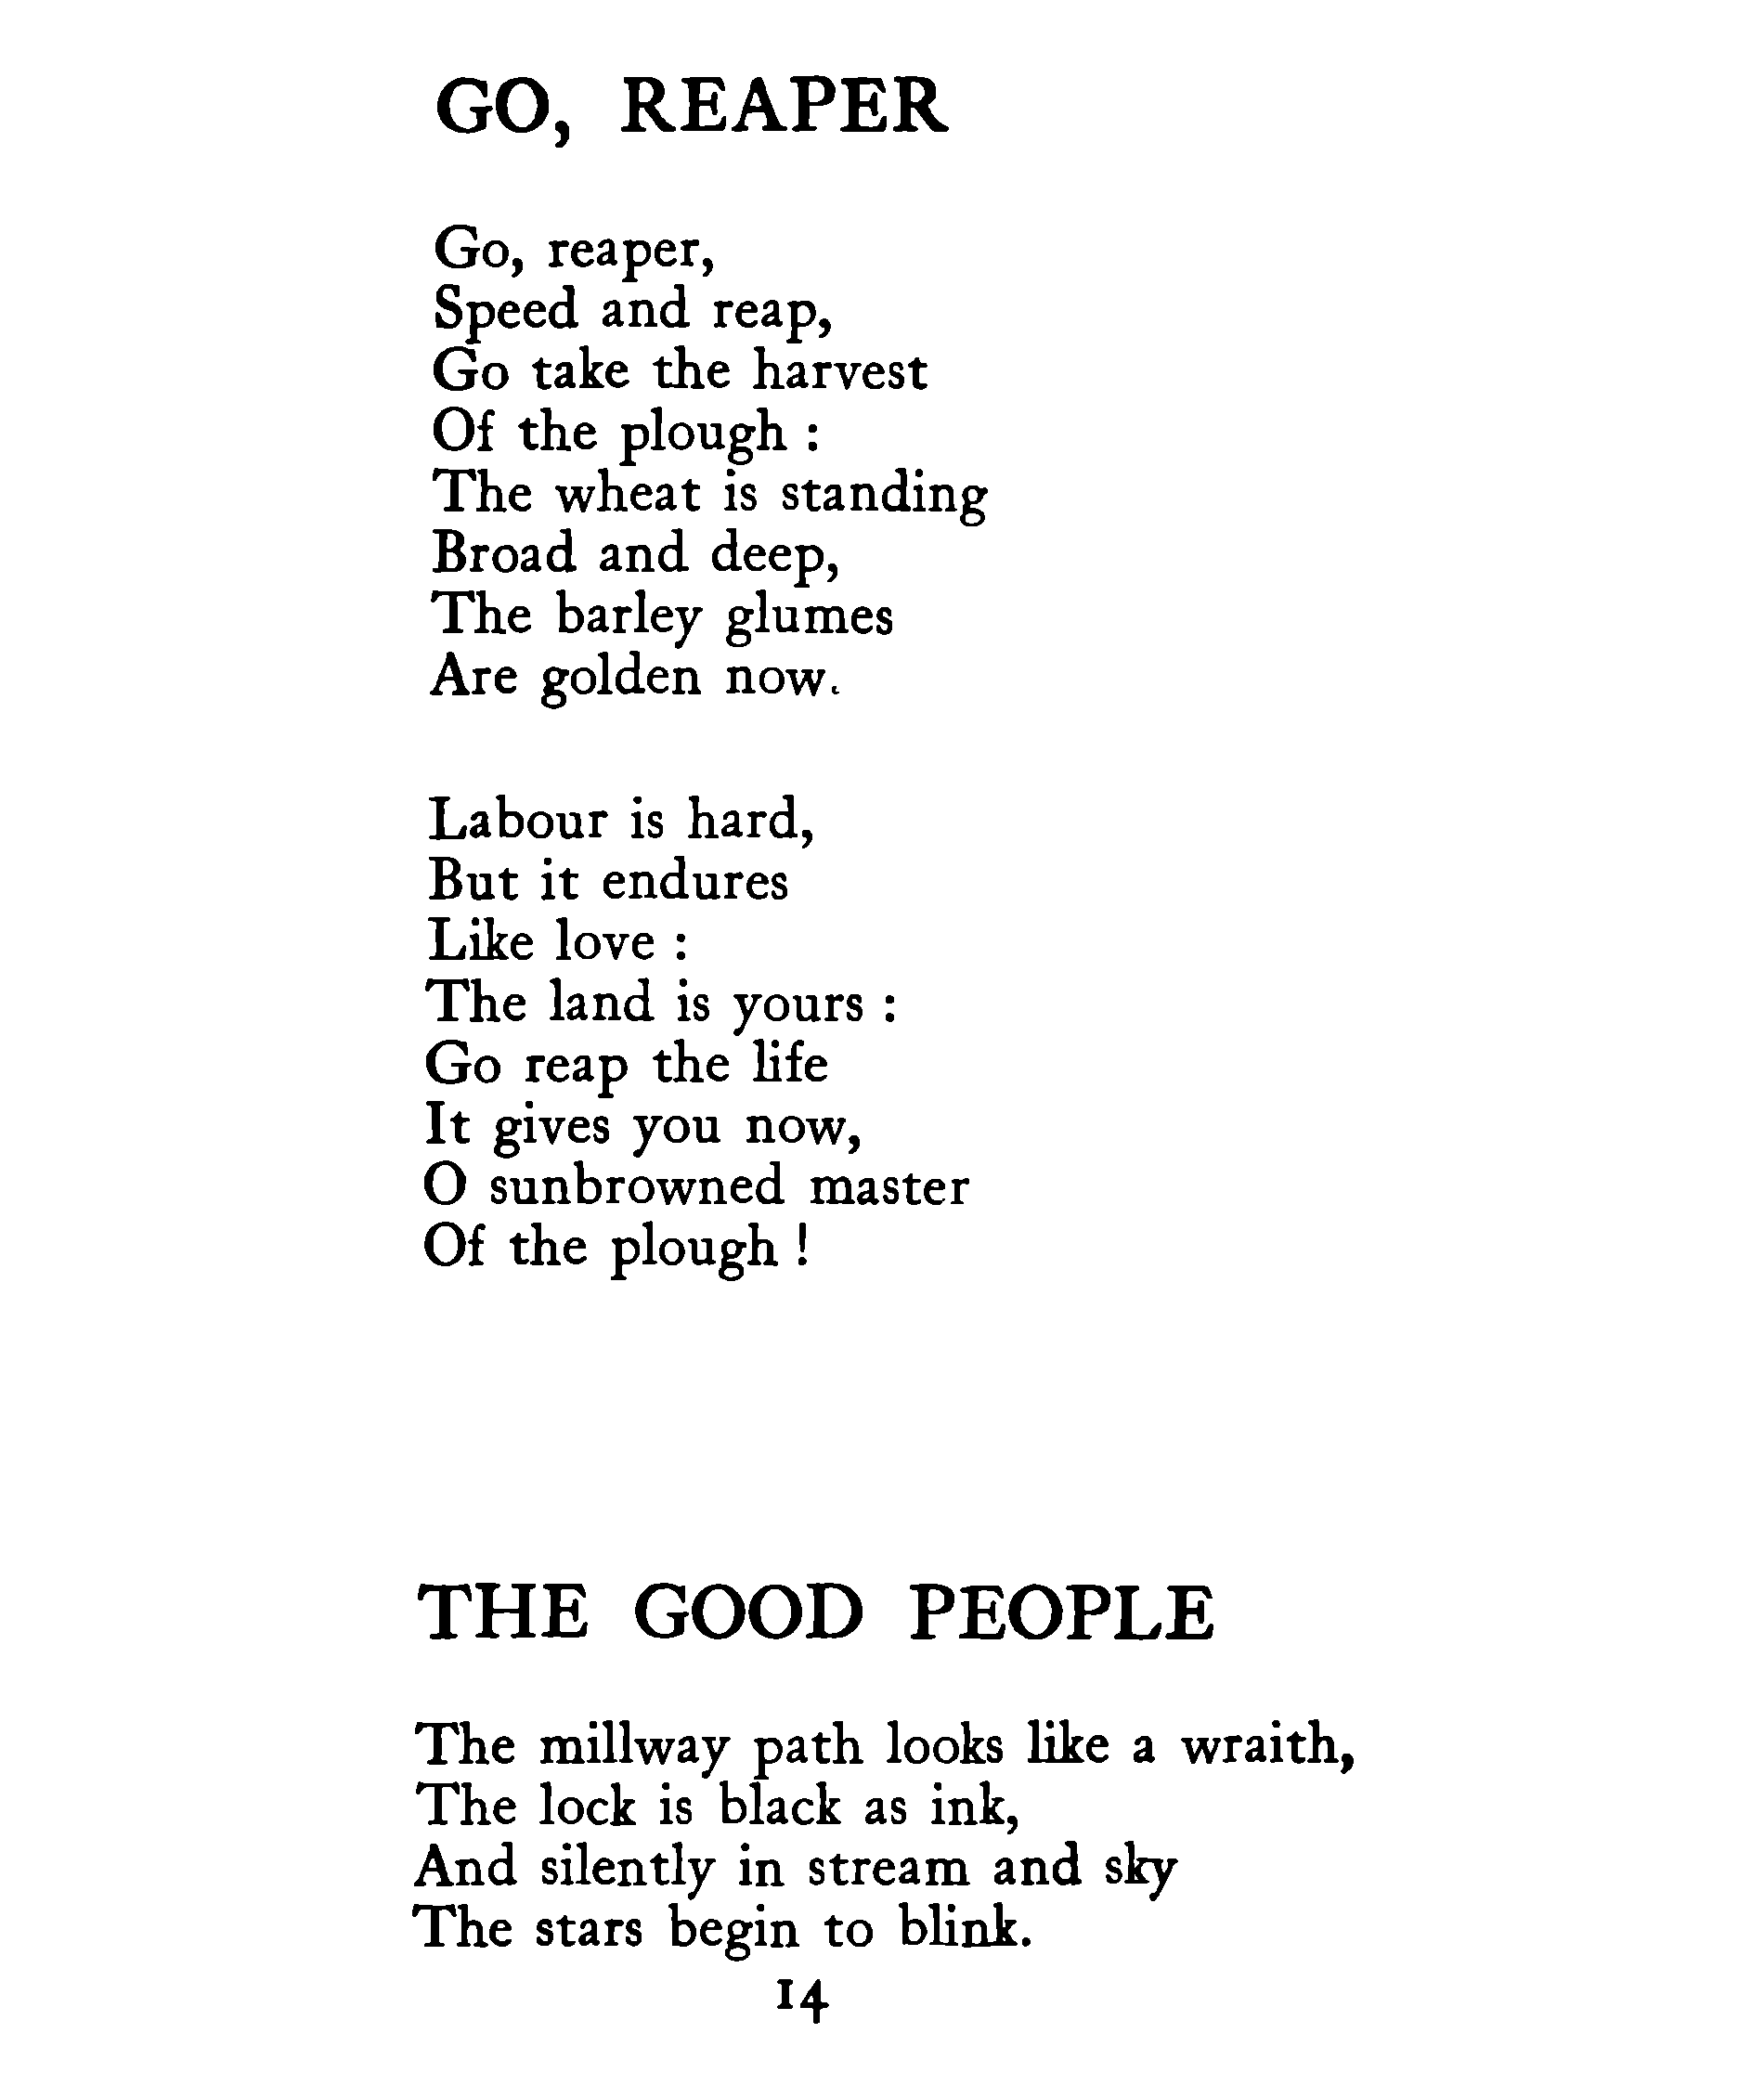 GO, REAPER
Go, reaper,
Speed and reap,
Go take the harvest
Of the plough :
The wheat is standing
Broad and deep,
The barley glumes
Are golden now.
Labour is hard,
But it endures
Like love :
The land is yours :
Go reap the life
It gives you now,
O sunbrowned master
Of the plough !
THE GOOD PEOPLE
The millway path looks like a wraith,
The lock is black as ink,
And silently in stream and sky
The stars begin to blink.
14